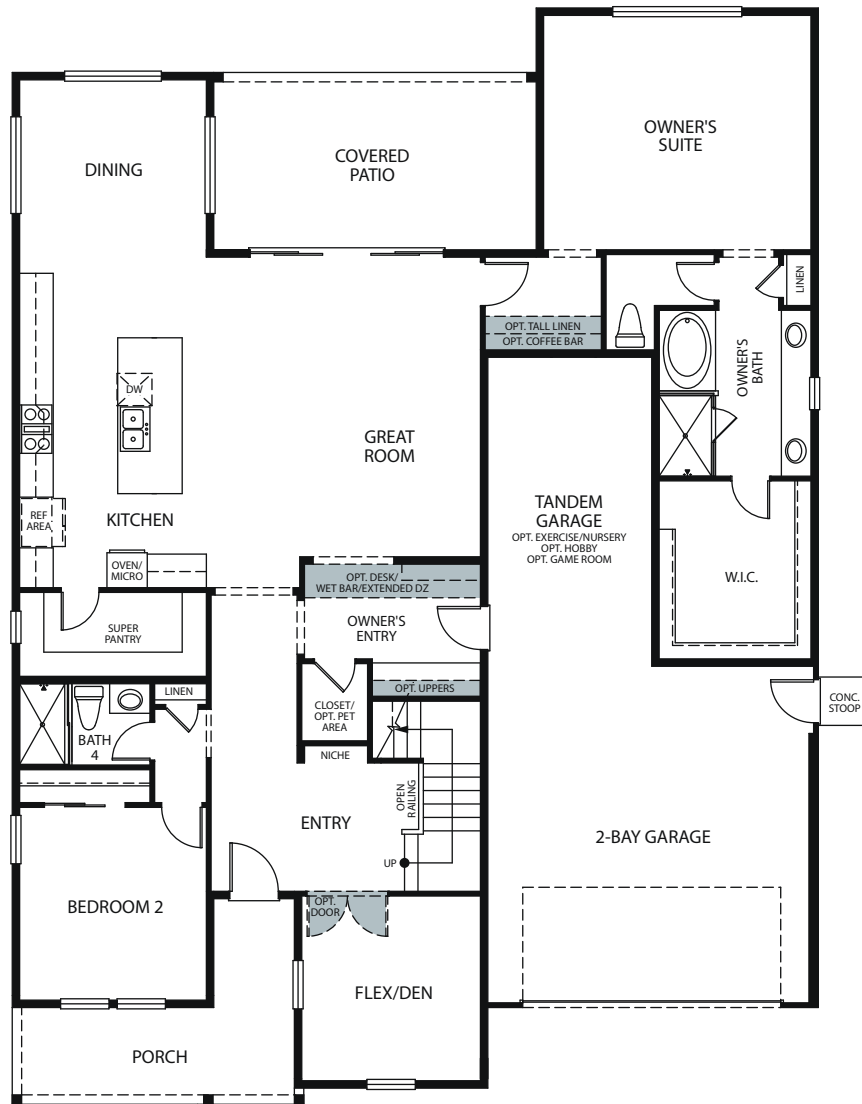 OWNER'S
SUITE
DINING
COVERED
PATIO
LINEN
OPT. TALL LINEN
OPT. COFFEE BAR
OWNER'S
BATH
DW
GREAT
ROOM
REF
AREA
KITCHEN
TANDEM
GARAGE
OPT. EXERCISE/NURSERY
OPT. HOBBY
OPT. GAME ROOM
OVEN/
MICRO
W.I.C.
OPT. DESK/
WET BAR/EXTENDED DZ
SUPER
PANTRY
OWNER'S
ENTRY
LINEN
OPT. UPPERS
CONC.
STOOP
CLOSET/
OPT. PET
AREA
BATH
4
NICHE
OPEN
RAILING
ENTRY
2-BAY GARAGE
UP
BEDROOM 2
OPT.
DOOR
FLEX/DEN
PORCH